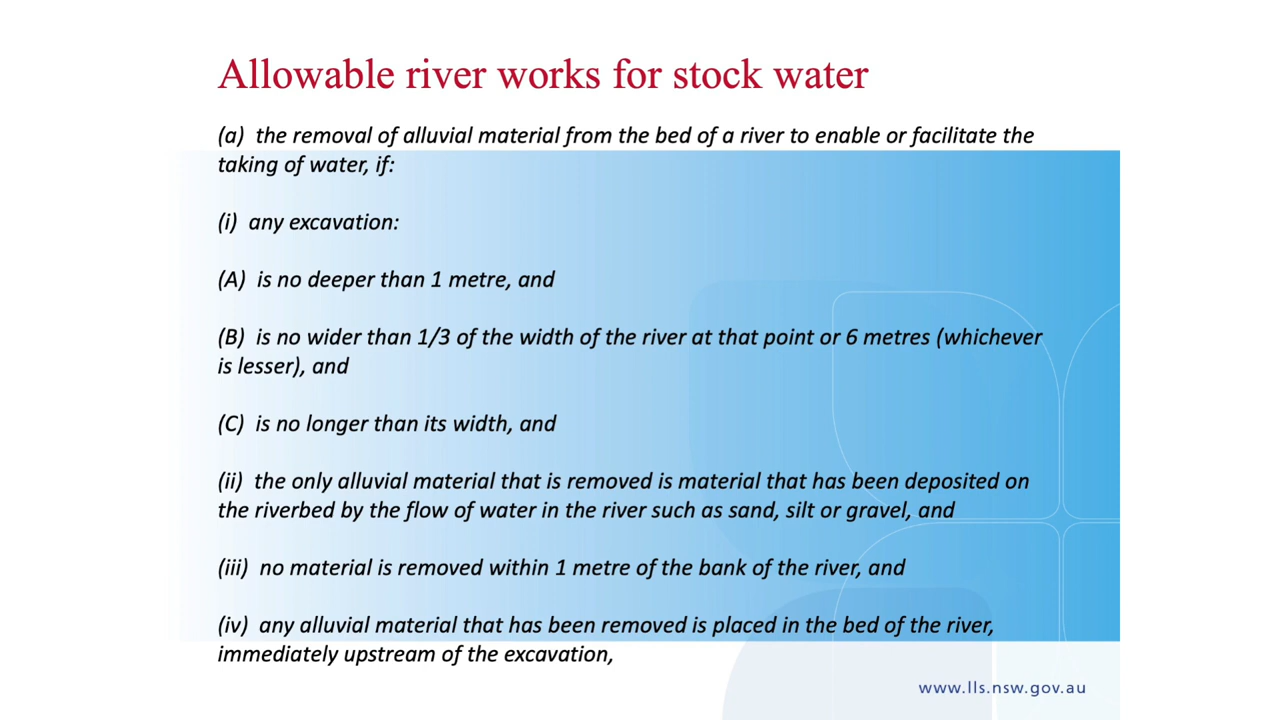 Allowable river works for stock water
(a)  the removal of alluvial material from the bed of a river to enable or facilitate the
taking of water, if:
(i)  any excavation:
(A)  is no deeper than 1 metre, and
(B)  is no wider than 1/3 of the width of the river at that point or 6 metres (whichever
is lesser), and
(C)  is no longer than its width, and
(ii)  the only alluvial material that is removed is material that has been deposited on
the riverbed by the flow of water in the river such as sand, silt or gravel, and
(iii)  no material is removed within 1 metre of the bank of the river, and
(iv)  any alluvial material that has been removed is placed in the bed of the river,
immediately upstream of the excavation,
www.lls.nsw.gov.au